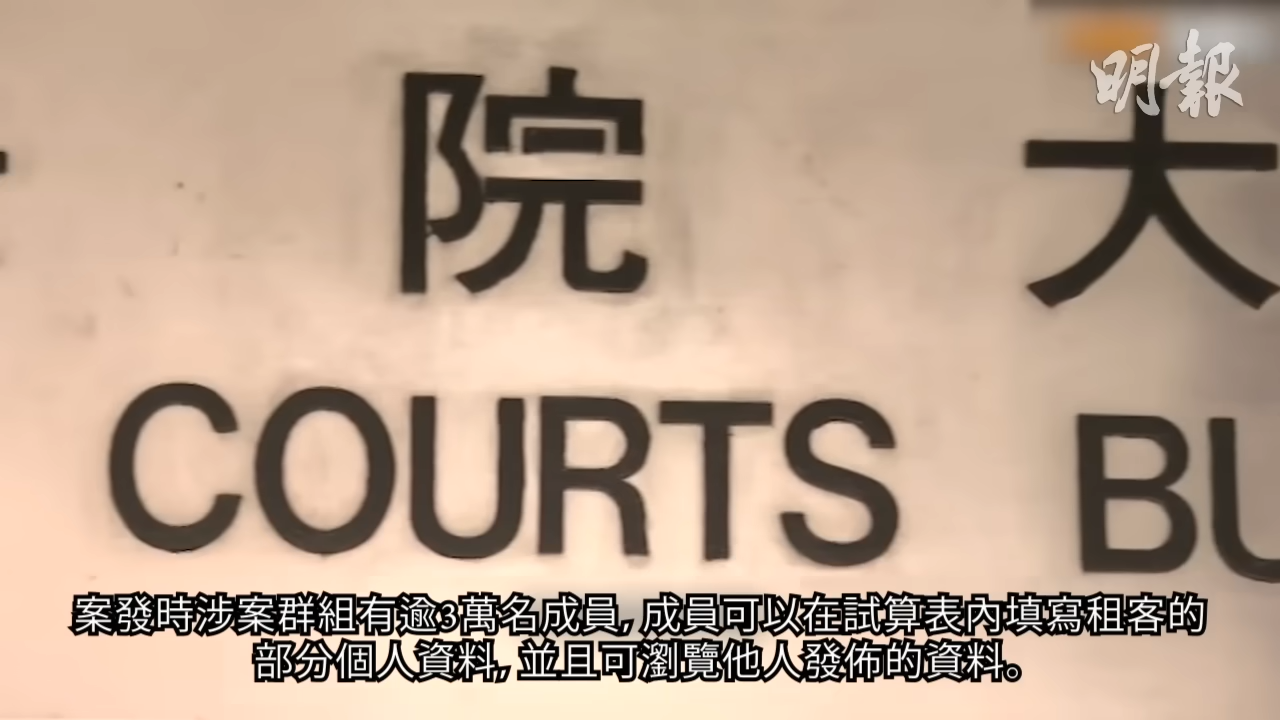 明報
院 大
COURTS BU
案發時涉案群組有逾3萬名成員, 成員可以在試算表內填寫租客的
部分個人資料, 並且可瀏覽他人發佈的資料。